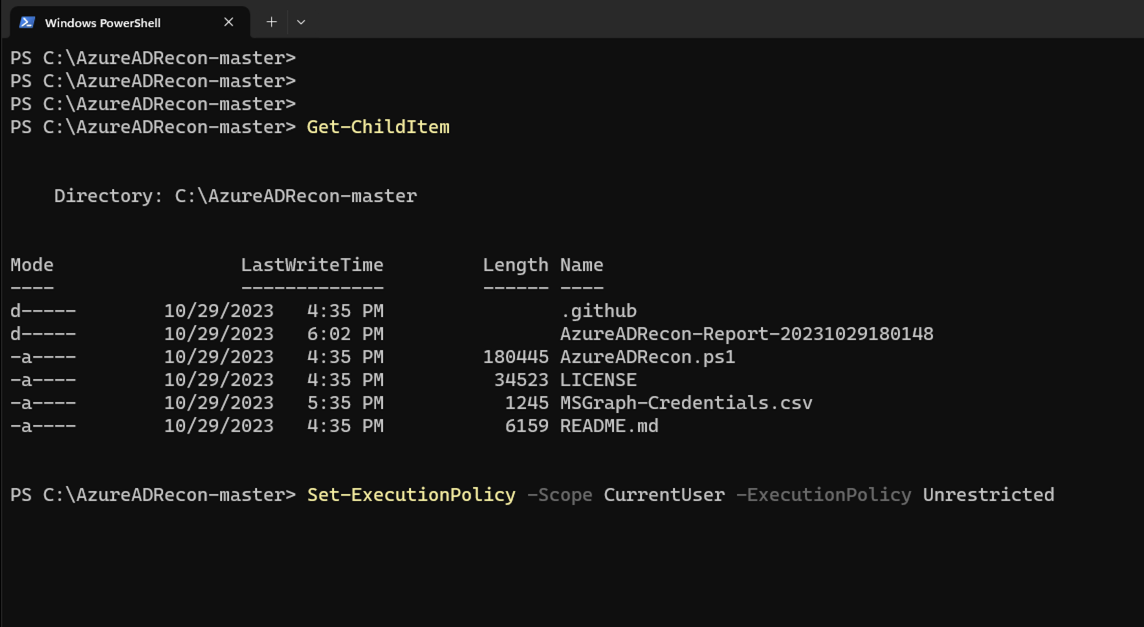 Windows PowerShell
PS C:\AzureADRecon-master>
PS C:\AzureADRecon-master>
PS C:\AzureADRecon-master>
PS C:\AzureADRecon-master> Get-ChildItem
Directory: C:\AzureADRecon-master
Mode LastWriteTime Length Name
---- ------------- ------ ----
d----- 10/29/2023 4:35 PM .github
d----- 10/29/2023 6:02 PM AzureADRecon-Report-20231029180148
-a---- 10/29/2023 4:35 PM 180445 AzureADRecon.ps1
-a---- 10/29/2023 4:35 PM 34523 LICENSE
-a---- 10/29/2023 5:35 PM 1245 MSGraph-Credentials.csv
-a---- 10/29/2023 4:35 PM 6159 README.md
PS C:\AzureADRecon-master> Set-ExecutionPolicy -Scope CurrentUser -ExecutionPolicy Unrestricted